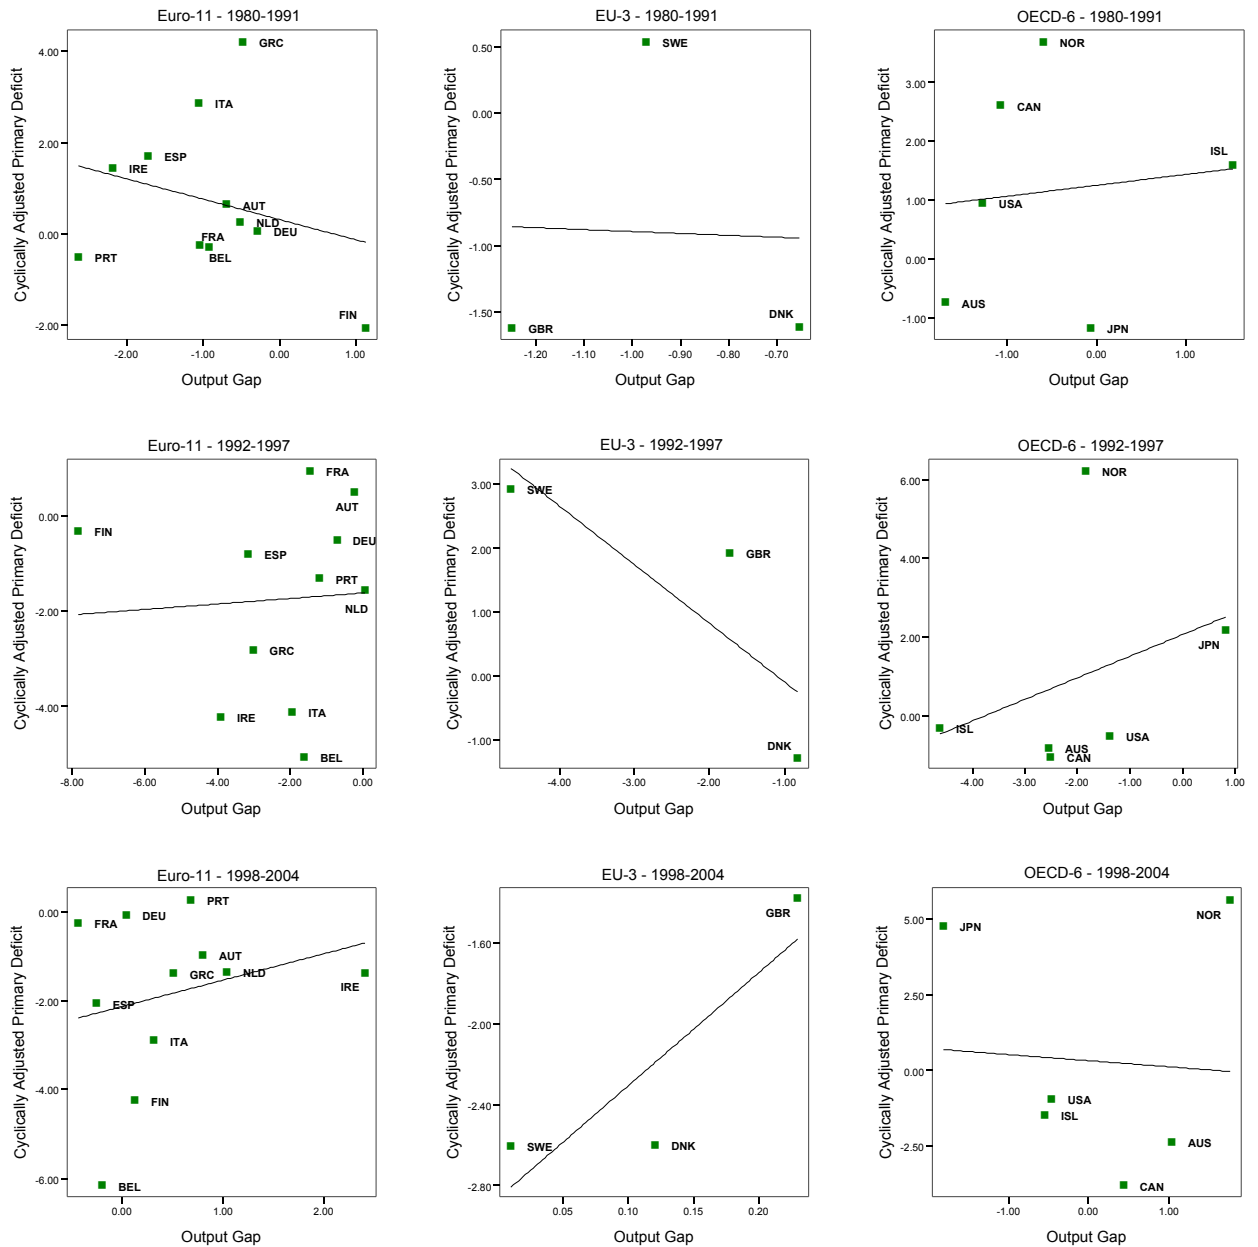 Euro-11 - 1980-1991
Cyclically Adjusted Primary Deficit
4.00
2.00
0.00
-2.00
GRC
ITA
ESP
IRE
AUT
NLD
DEU
FRA
BEL
PRT
FIN
-2.00 -1.00 0.00 1.00
Output Gap
EU-3 - 1980-1991
Cyclically Adjusted Primary Deficit
0.50
0.00
-0.50
-1.00
-1.50
SWE
DNK
GBR
-1.20 -1.10 -1.00 -0.90 -0.80 -0.70
Output Gap
OECD-6 - 1980-1991
Cyclically Adjusted Primary Deficit
3.00
2.00
1.00
0.00
-1.00
NOR
CAN
ISL
USA
AUS
JPN
-1.00 0.00 1.00
Output Gap
Euro-11 - 1992-1997
Cyclically Adjusted Primary Deficit
0.00
-2.00
-4.00
FRA
AUT
FIN
DEU
ESP
PRT
NLD
GRC
IRE
ITA
BEL
-8.00 -6.00 -4.00 -2.00 0.00
Output Gap
EU-3 - 1992-1997
Cyclically Adjusted Primary Deficit
3.00
2.00
1.00
0.00
-1.00
SWE
GBR
DNK
-4.00 -3.00 -2.00 -1.00
Output Gap
OECD-6 - 1992-1997
Cyclically Adjusted Primary Deficit
6.00
4.00
2.00
0.00
NOR
JPN
ISL
USA
AUS
CAN
-4.00 -3.00 -2.00 -1.00 0.00 1.00
Output Gap
Euro-11 - 1998-2004
Cyclically Adjusted Primary Deficit
0.00
-2.00
-4.00
-6.00
PRT
DEU
FRA
AUT
GRC
NLD
IRE
ESP
ITA
FIN
BEL
0.00 1.00 2.00
Output Gap
EU-3 - 1998-2004
Cyclically Adjusted Primary Deficit
-1.60
-2.00
-2.40
-2.80
GBR
SWE
DNK
0.05 0.10 0.15 0.20
Output Gap
OECD-6 - 1998-2004
Cyclically Adjusted Primary Deficit
5.00
2.50
0.00
-2.50
NOR
JPN
USA
ISL
AUS
CAN
-1.00 0.00 1.00
Output Gap